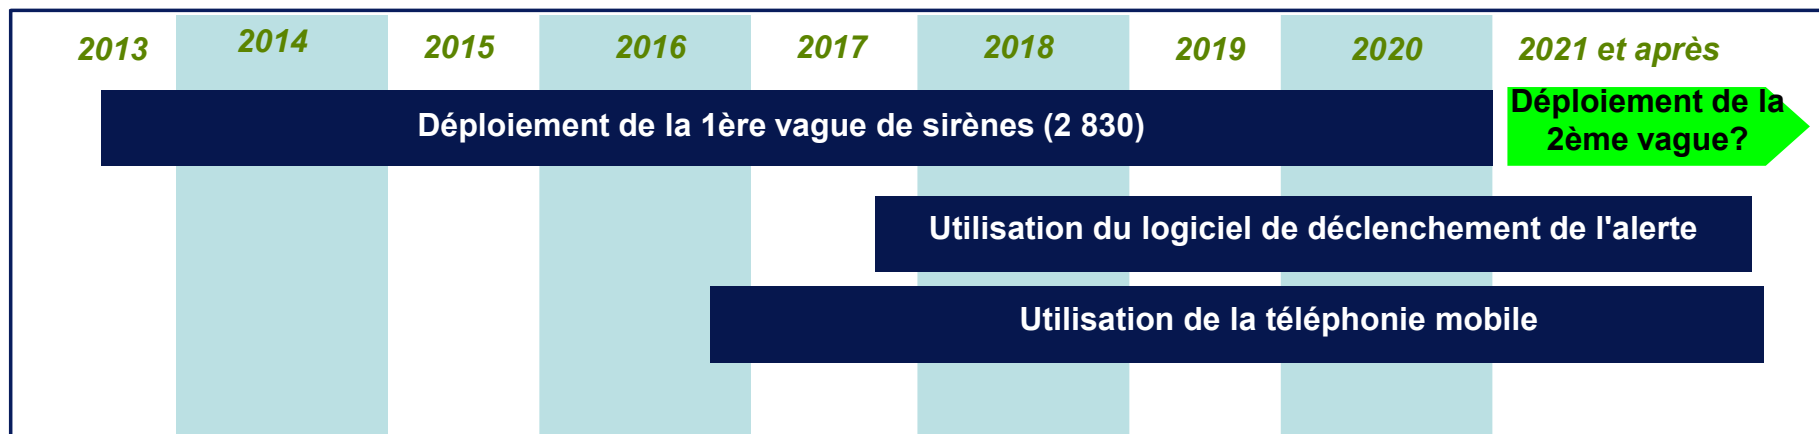 2013 2014 2015 2016 2017 2018 2019 2020 2021 et après
Déploiement de la 1ère vague de sirènes (2 830)
Déploiement de la
2ème vague?
Utilisation du logiciel de déclenchement de l'alerte
Utilisation de la téléphonie mobile